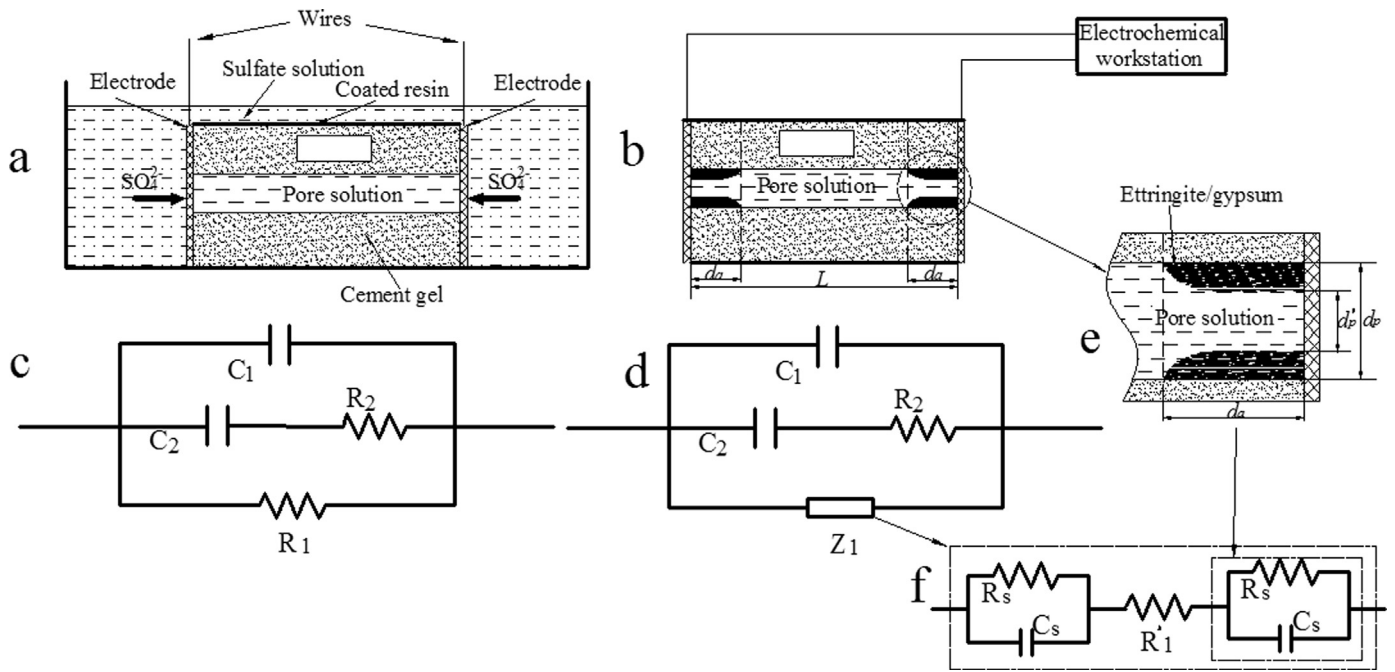 Wires
Electrode
Sulfate solution
Coated resin
Electrode
a
SO₄²⁻
SO₄²⁻
Pore solution
Cement gel
Electrochemical
workstation
b
Pore solution
da
L
da
Ettringite/gypsum
Pore solution
e
d'p
dp
da
c
C1
C2
R2
R1
d
C1
C2
R2
Z1
f
Rs
Cs
R'1
Rs
Cs